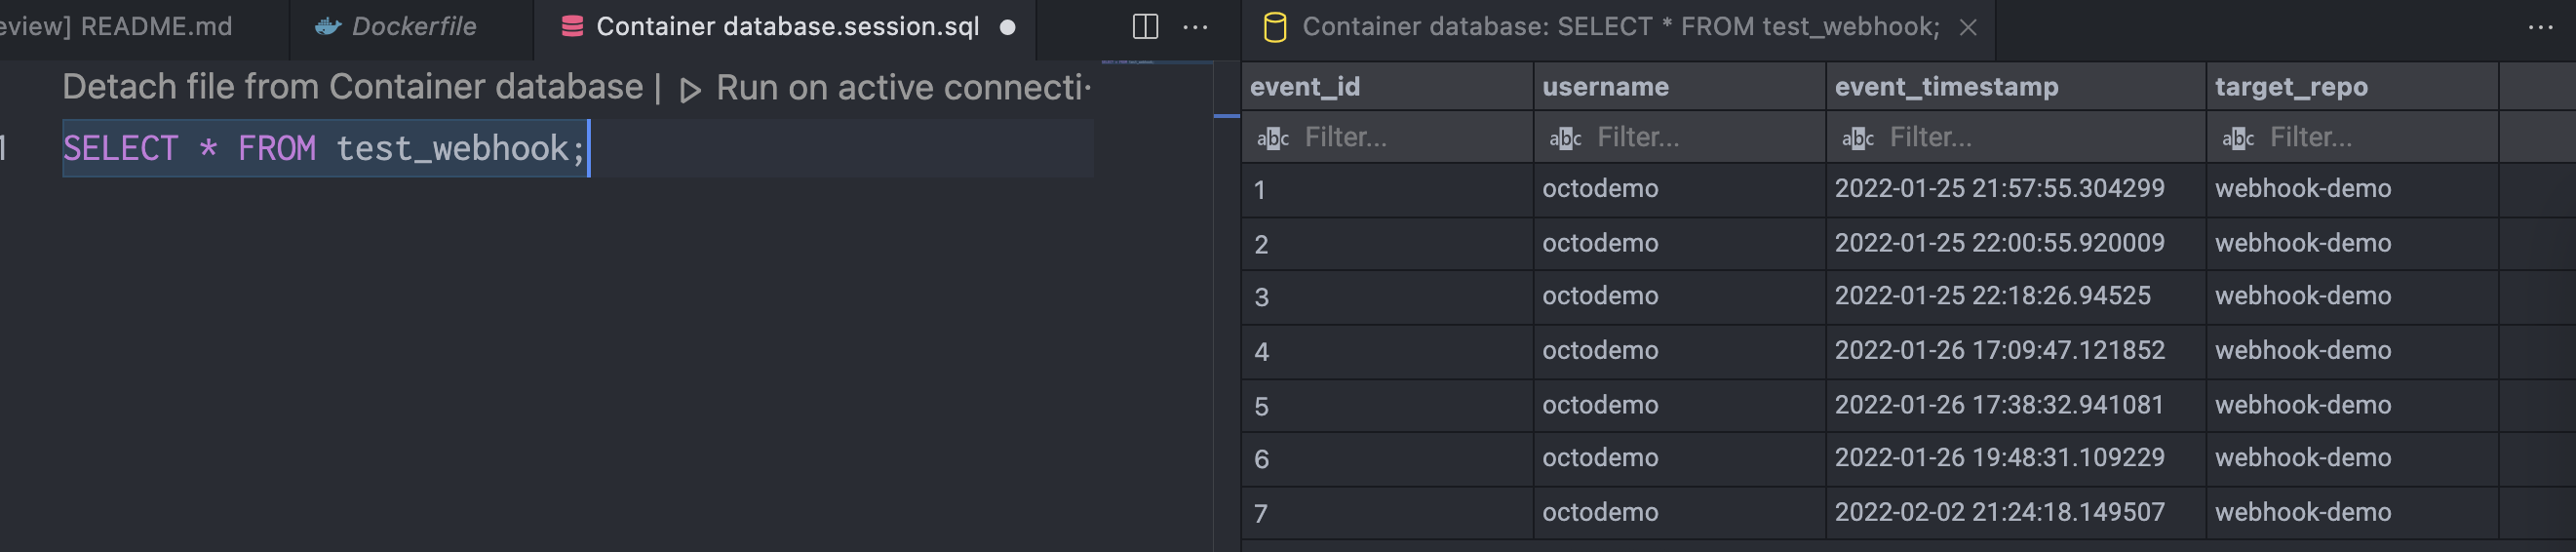 eview] README.md
Dockerfile
Container database.session.sql
Detach file from Container database | Run on active connecti
1
SELECT * FROM test_webhook;
Container database: SELECT * FROM test_webhook;
event_id username event_timestamp target_repo
abc Filter... abc Filter... abc Filter... abc Filter...
1 octodemo 2022-01-25 21:57:55.304299 webhook-demo
2 octodemo 2022-01-25 22:00:55.920009 webhook-demo
3 octodemo 2022-01-25 22:18:26.94525 webhook-demo
4 octodemo 2022-01-26 17:09:47.121852 webhook-demo
5 octodemo 2022-01-26 17:38:32.941081 webhook-demo
6 octodemo 2022-01-26 19:48:31.109229 webhook-demo
7 octodemo 2022-02-02 21:24:18.149507 webhook-demo